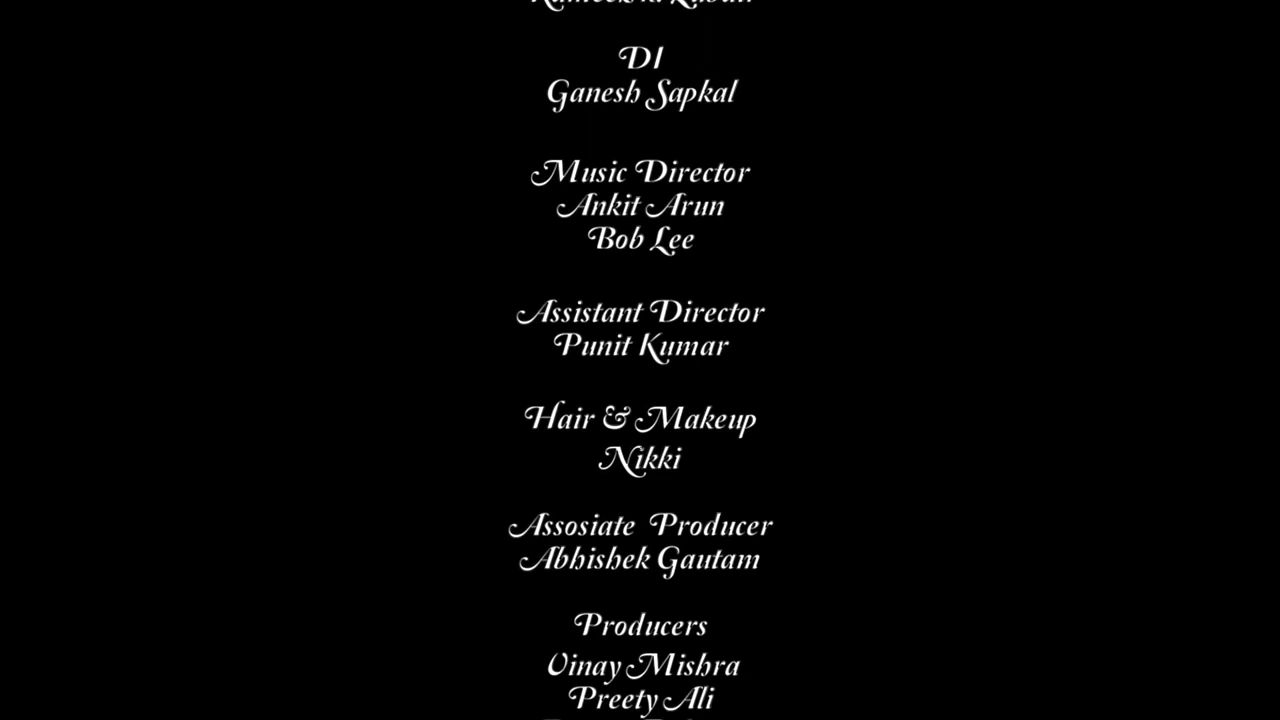 DI
Ganesh Sapkal
Music Director
Ankit Arun
Bob Lee
Assistant Director
Punit Kumar
Hair & Makeup
Nikki
Assosiate Producer
Abhishek Gautam
Producers
Vinay Mishra
Preety Ali